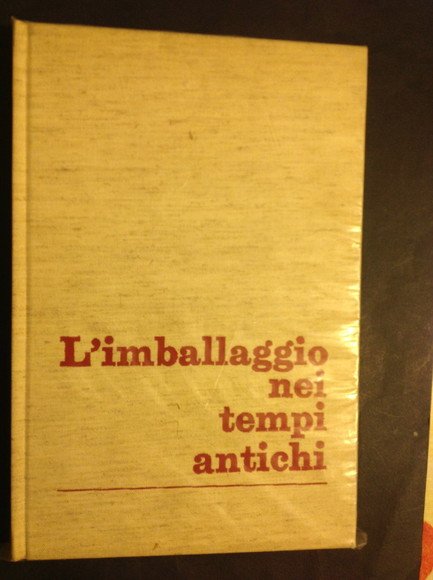 L'imballaggio
nei
tempi
antichi